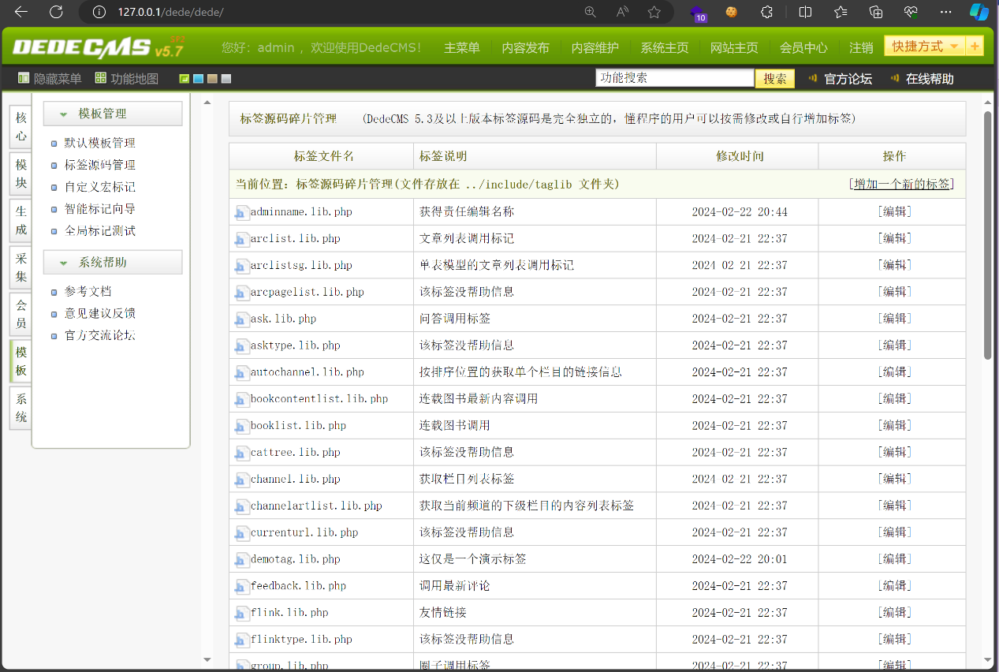 127.0.0.1/dede/dede/
10
DEDECMS v5.7 SP2
您好：admin ，欢迎使用DedeCMS！ 主菜单 内容发布 内容维护 系统主页 网站主页 会员中心 注销 快捷方式 +
隐藏菜单 功能地图 功能搜索 搜索 官方论坛 在线帮助
核心
模块
生成
采集
会员
模板
系统
模板管理
默认模板管理
标签源码管理
自定义宏标记
智能标记向导
全局标记测试
系统帮助
参考文档
意见建议反馈
官方交流论坛
标签源码碎片管理 (DedeCMS 5.3及以上版本标签源码是完全独立的，懂程序的用户可以按需修改或自行增加标签)
标签文件名 标签说明 修改时间 操作
当前位置：标签源码碎片管理(文件存放在 ../include/taglib 文件夹) [增加一个新的标签]
adminname.lib.php 获得责任编辑名称 2024-02-22 20:44 [编辑]
arclist.lib.php 文章列表调用标记 2024-02-21 22:37 [编辑]
arclistsg.lib.php 单表模型的文章列表调用标记 2024-02-21 22:37 [编辑]
arcpagelist.lib.php 该标签没帮助信息 2024-02-21 22:37 [编辑]
ask.lib.php 问答调用标签 2024-02-21 22:37 [编辑]
asktype.lib.php 该标签没帮助信息 2024-02-21 22:37 [编辑]
autochannel.lib.php 按排序位置的获取单个栏目的链接信息 2024-02-21 22:37 [编辑]
bookcontentlist.lib.php 连载图书最新内容调用 2024-02-21 22:37 [编辑]
booklist.lib.php 连载图书调用 2024-02-21 22:37 [编辑]
cattree.lib.php 该标签没帮助信息 2024-02-21 22:37 [编辑]
channel.lib.php 获取栏目列表标签 2024-02-21 22:37 [编辑]
channelartlist.lib.php 获取当前频道的下级栏目的内容列表标签 2024-02-21 22:37 [编辑]
currenturl.lib.php 该标签没帮助信息 2024-02-21 22:37 [编辑]
demotag.lib.php 这仅是一个演示标签 2024-02-22 20:01 [编辑]
feedback.lib.php 调用最新评论 2024-02-21 22:37 [编辑]
flink.lib.php 友情链接 2024-02-21 22:37 [编辑]
flinktype.lib.php 该标签没帮助信息 2024-02-21 22:37 [编辑]
group.lib.php 圈子调用标签 2024-02-21 22:37 [编辑]